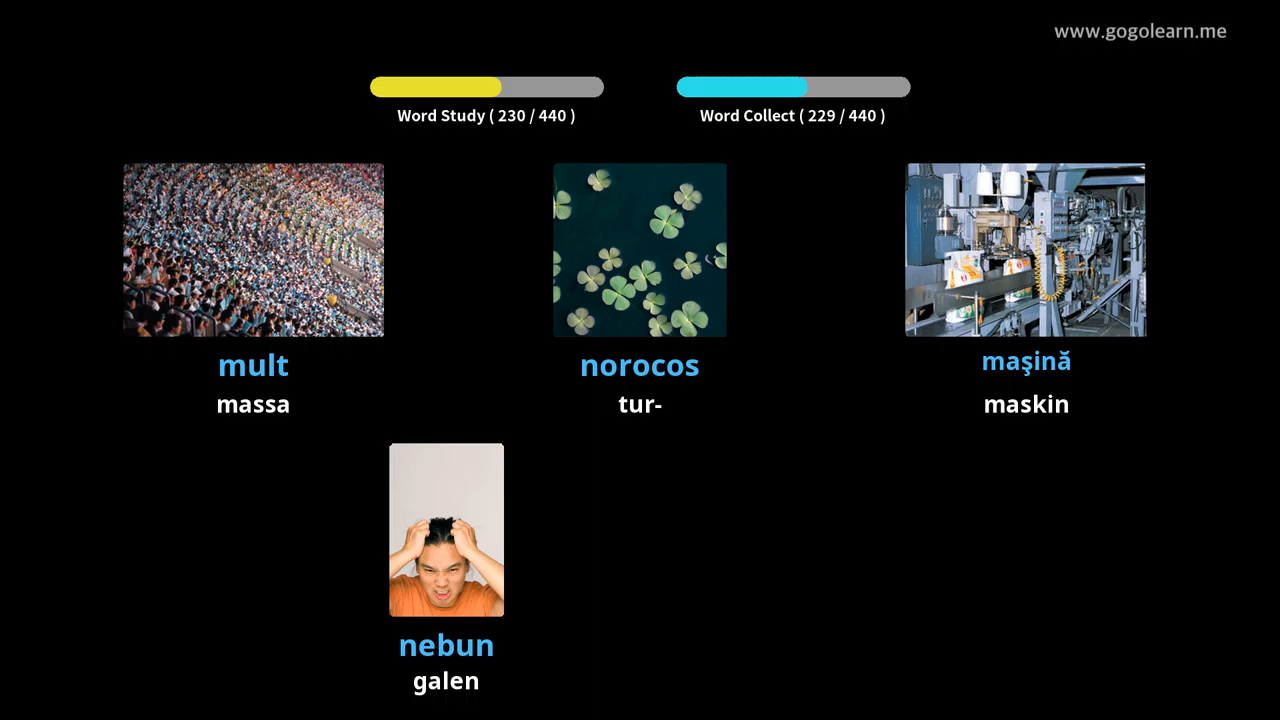 www.gogolearn.me
Word Study ( 230 / 440 )
Word Collect ( 229 / 440 )
mult
massa
norocos
tur-
maşină
maskin
nebun
galen